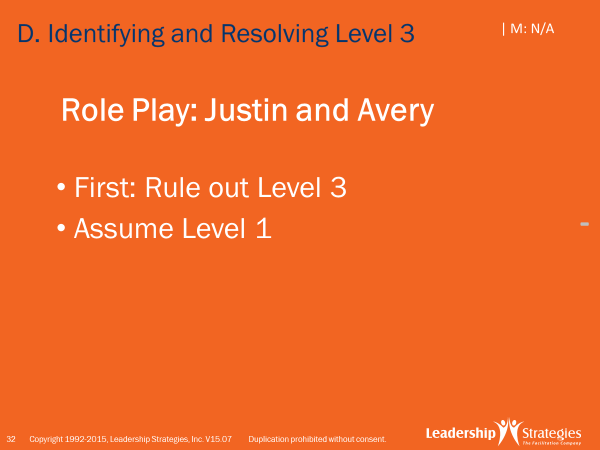 D. Identifying and Resolving Level 3
| M: N/A
Role Play: Justin and Avery
• First: Rule out Level 3
• Assume Level 1
32 Copyright 1992-2015, Leadership Strategies, Inc. V15.07 Duplication prohibited without consent.
Leadership Strategies
The Facilitation Company